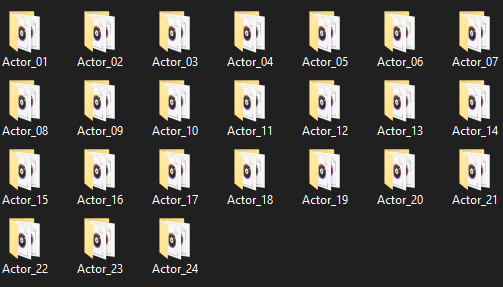 Actor_01 Actor_02 Actor_03 Actor_04 Actor_05 Actor_06 Actor_07
Actor_08 Actor_09 Actor_10 Actor_11 Actor_12 Actor_13 Actor_14
Actor_15 Actor_16 Actor_17 Actor_18 Actor_19 Actor_20 Actor_21
Actor_22 Actor_23 Actor_24